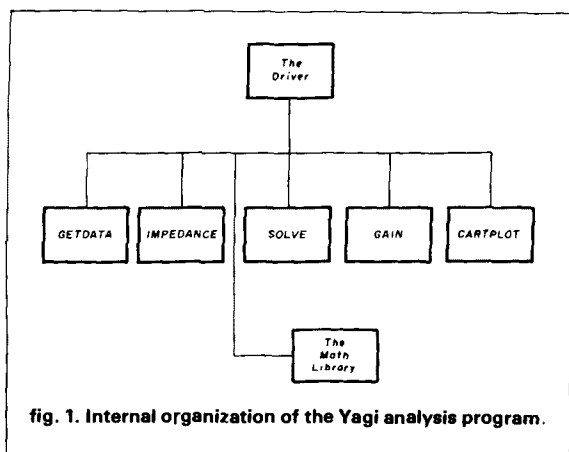 The
Driver
GETDATA
IMPEDANCE
SOLVE
GAIN
CARTPLOT
The
Math
Library
fig. 1. Internal organization of the Yagi analysis program.